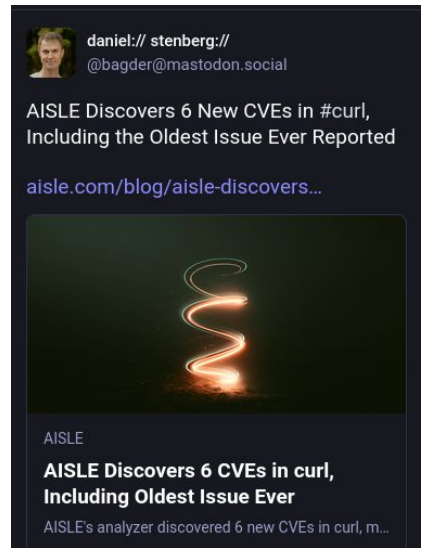 daniel:// stenberg://
@bagder@mastodon.social
AISLE Discovers 6 New CVEs in #curl,
Including the Oldest Issue Ever Reported
aisle.com/blog/aisle-discovers…
AISLE
AISLE Discovers 6 CVEs in curl,
Including Oldest Issue Ever
AISLE's analyzer discovered 6 new CVEs in curl, m…